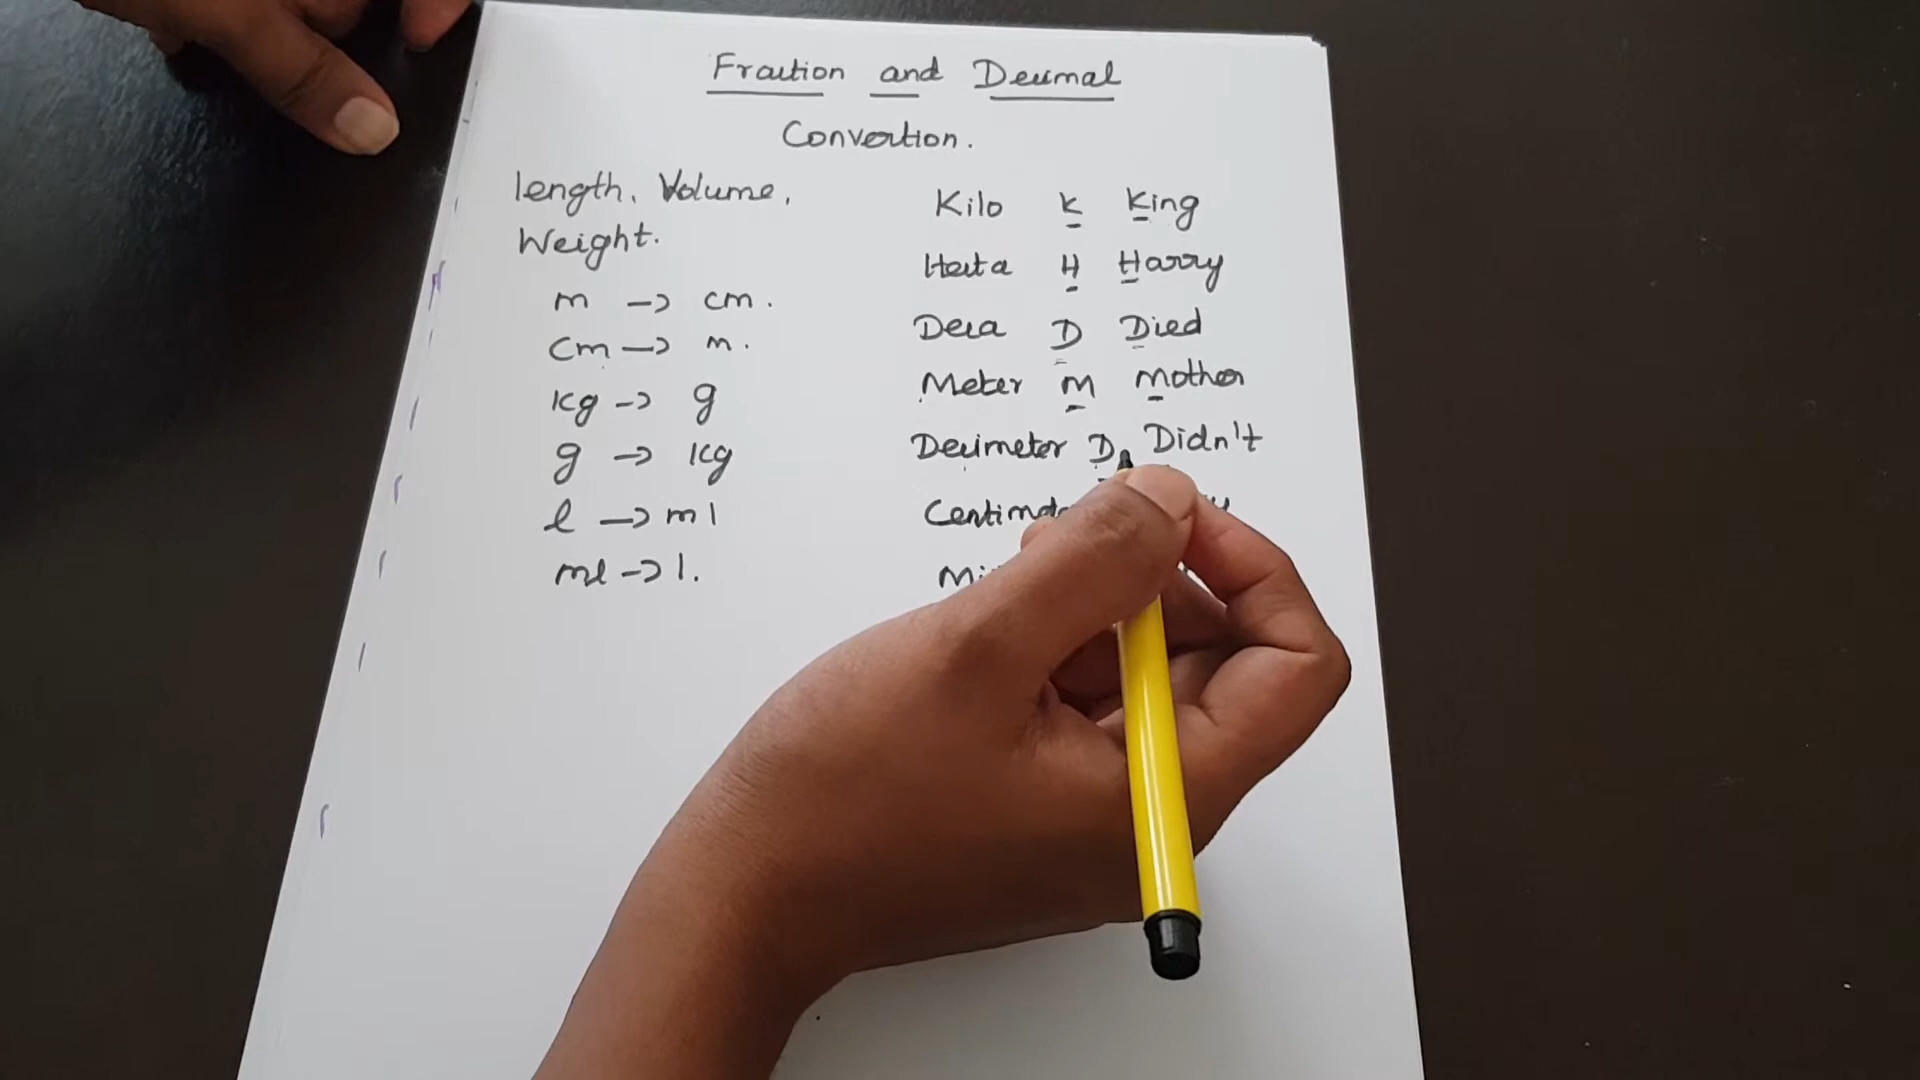 Fraction and Decimal
Convertion.
length, Volume,
Weight.
m -> cm.
cm -> m.
kg -> g
g -> kg
l -> ml
ml -> l.
Kilo K King
Hecta H Harry
Deca D Died
Meter M Mother
Decimeter D Didn't